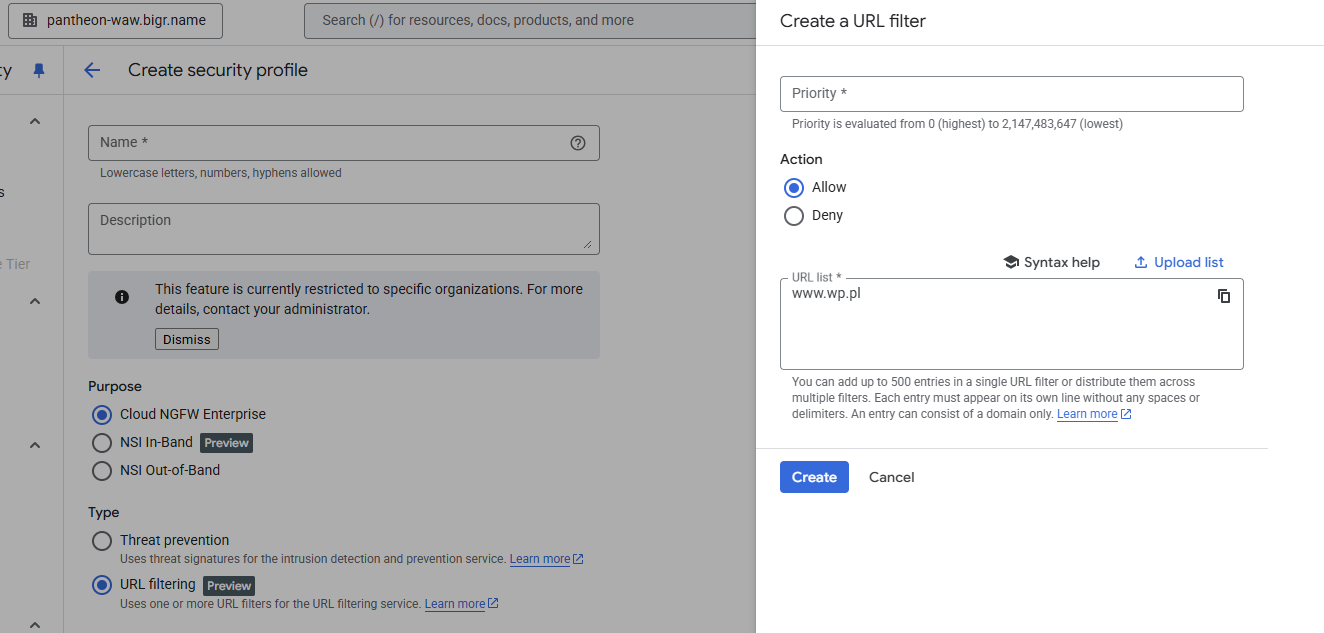 pantheon-waw.bigr.name
Search (/) for resources, docs, products, and more
Create security profile
Name *
Lowercase letters, numbers, hyphens allowed
Description
This feature is currently restricted to specific organizations. For more
details, contact your administrator.
Dismiss
Purpose
Cloud NGFW Enterprise
NSI In-Band Preview
NSI Out-of-Band
Type
Threat prevention
Uses threat signatures for the intrusion detection and prevention service. Learn more
URL filtering Preview
Uses one or more URL filters for the URL filtering service. Learn more
Tier
Create a URL filter
Priority *
Priority is evaluated from 0 (highest) to 2,147,483,647 (lowest)
Action
Allow
Deny
Syntax help Upload list
URL list *
www.wp.pl
You can add up to 500 entries in a single URL filter or distribute them across
multiple filters. Each entry must appear on its own line without any spaces or
delimiters. An entry can consist of a domain only. Learn more
Create Cancel